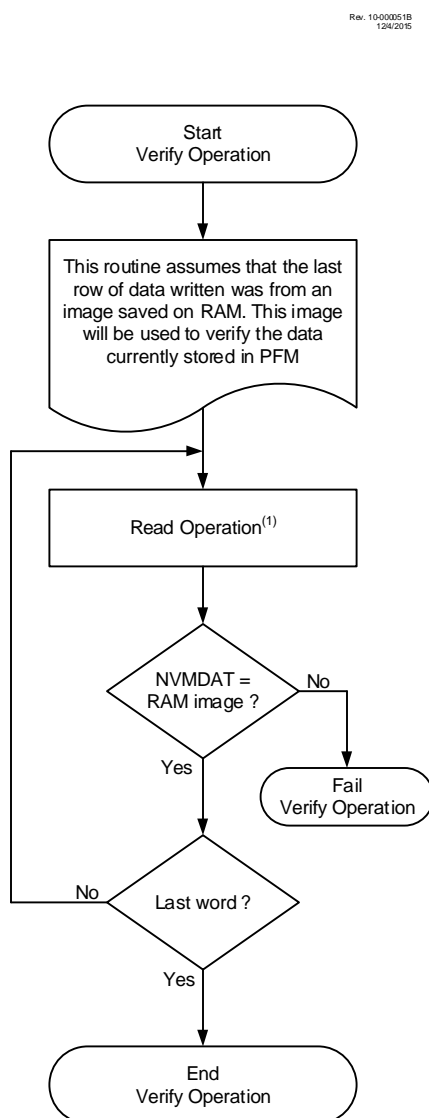 Rev. 10-000051B
12/4/2015
Start
Verify Operation
This routine assumes that the last
row of data written was from an
image saved on RAM. This image
will be used to verify the data
currently stored in PFM
Read Operation(1)
NVMDAT =
RAM image ?
No
Yes
Fail
Verify Operation
No
Last word ?
Yes
End
Verify Operation